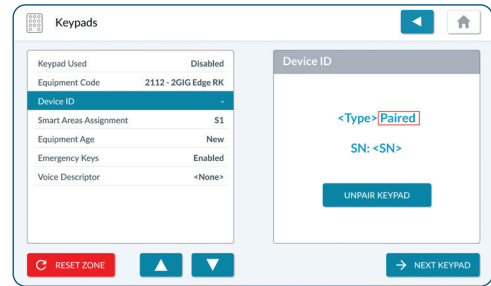 Keypads
Keypad Used Disabled
Equipment Code 2112 - 2GIG Edge RK
Device ID -
Smart Areas Assignment S1
Equipment Age New
Emergency Keys Enabled
Voice Descriptor <None>
Device ID
<Type> Paired
SN: <SN>
UNPAIR KEYPAD
RESET ZONE
NEXT KEYPAD